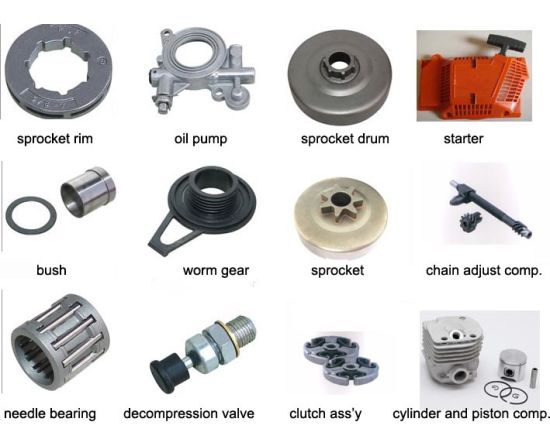 sprocket rim
oil pump
sprocket drum
starter
bush
worm gear
sprocket
chain adjust comp.
needle bearing
decompression valve
clutch ass'y
cylinder and piston comp.